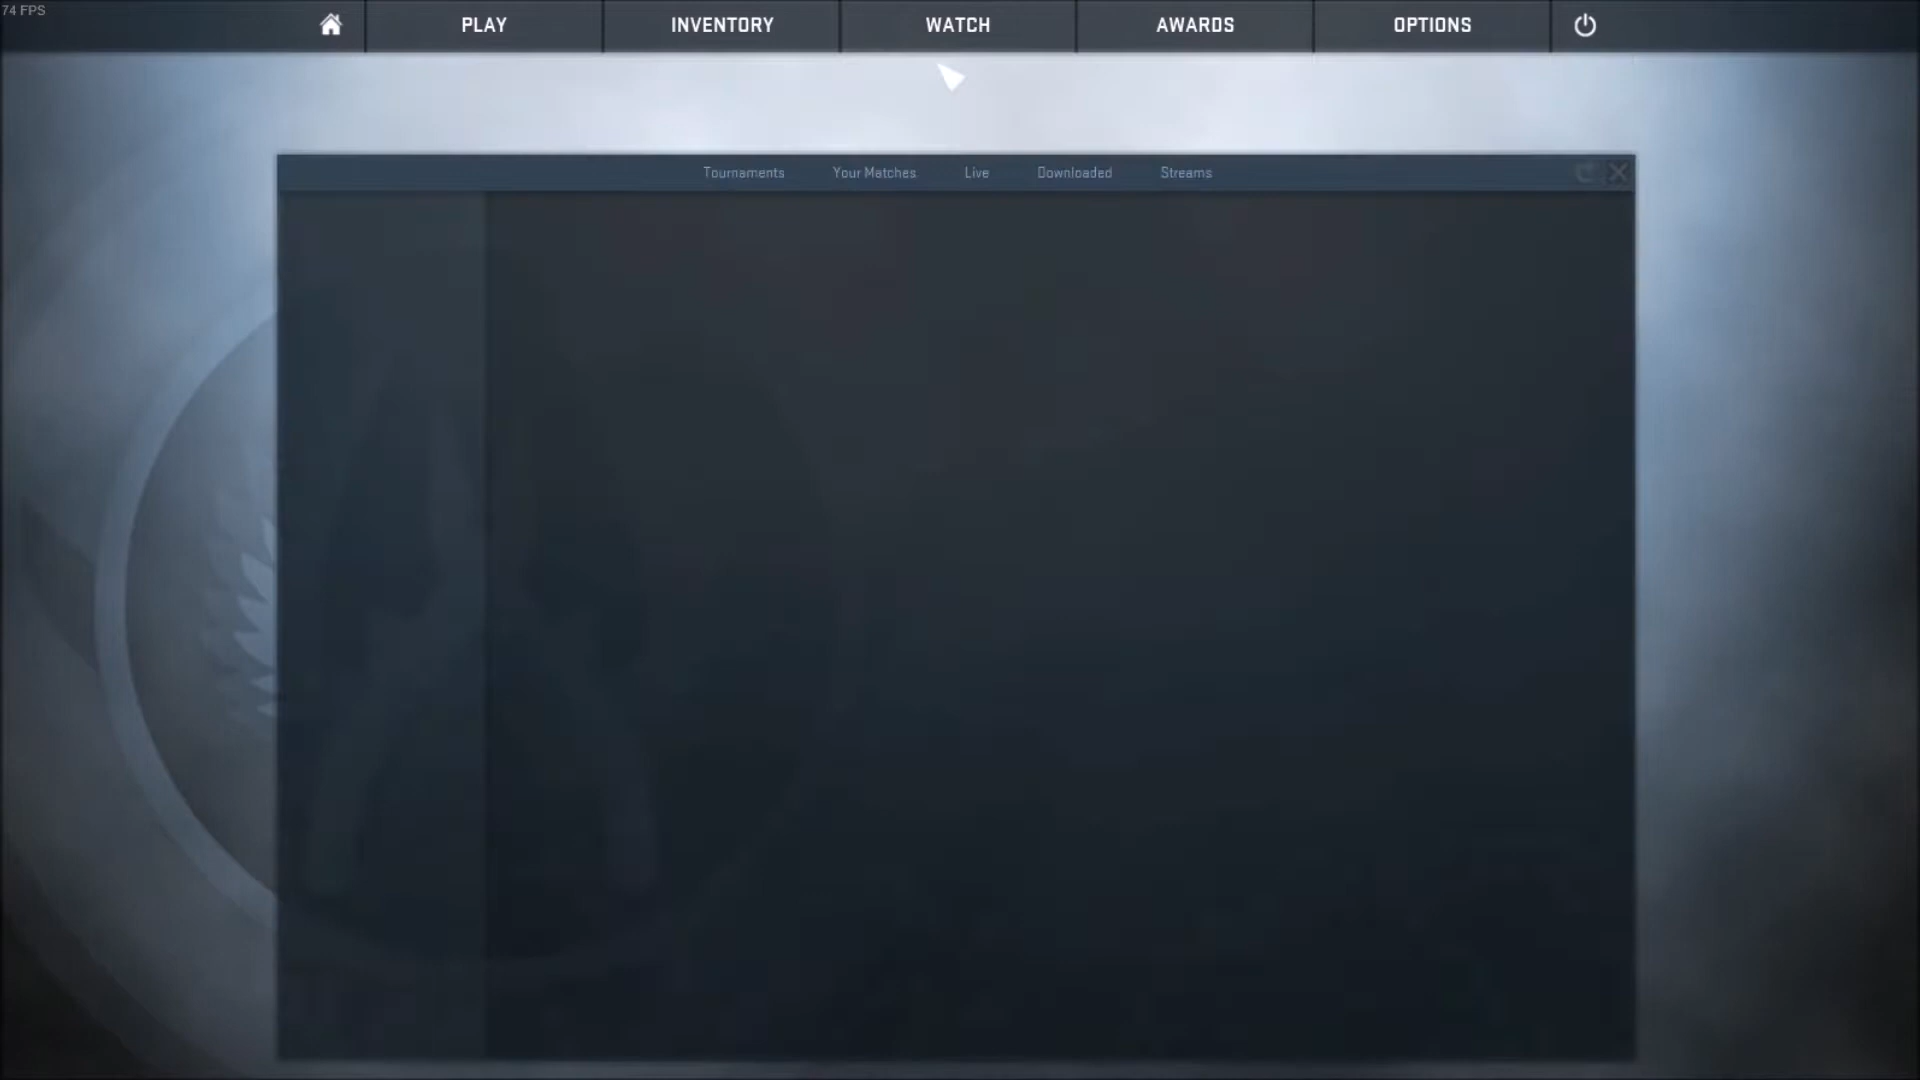 74 FPS
PLAY INVENTORY WATCH AWARDS OPTIONS
Tournaments Your Matches Live Downloaded Streams